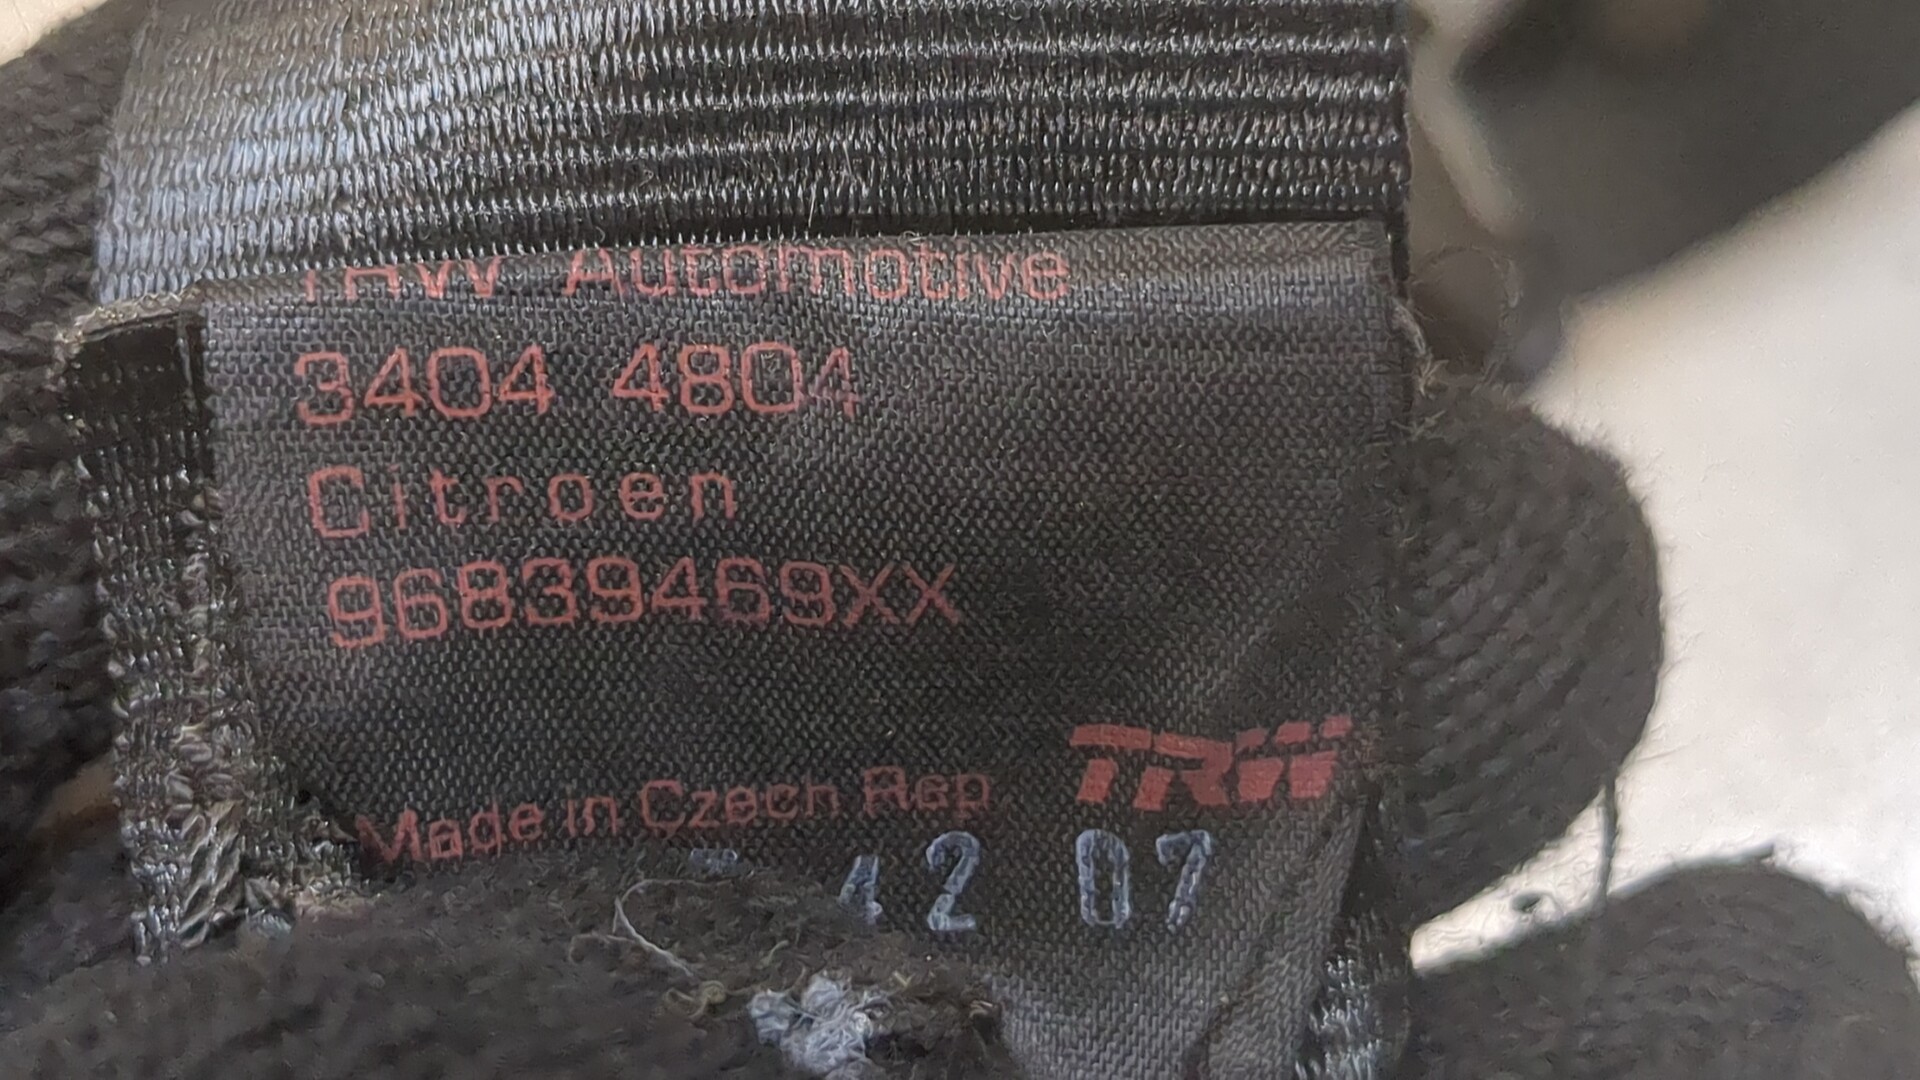 TRW Automotive
3404 4804
Citroen
96839469XX
TRW
Made in Czech Rep
42 07